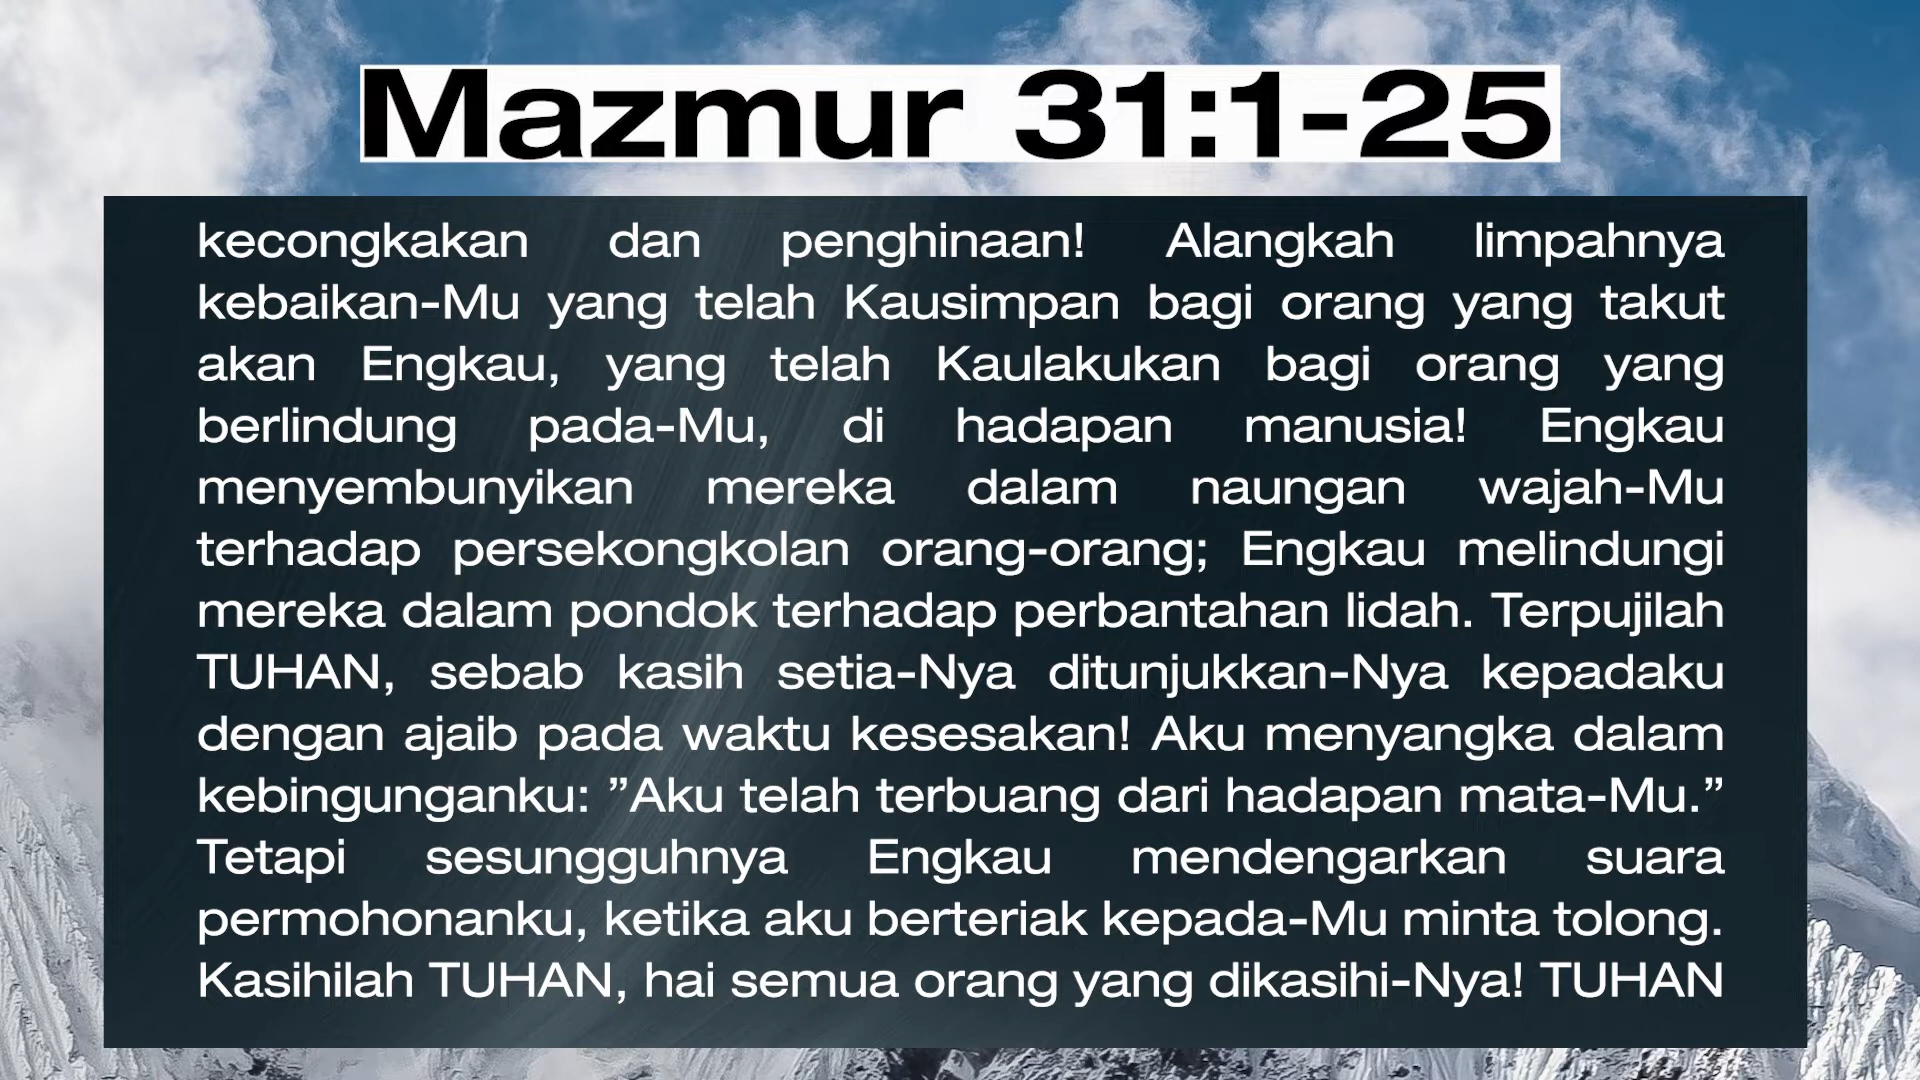 Mazmur 31:1-25
kecongkakan dan penghinaan! Alangkah limpahnya
kebaikan-Mu yang telah Kausimpan bagi orang yang takut
akan Engkau, yang telah Kaulakukan bagi orang yang
berlindung pada-Mu, di hadapan manusia! Engkau
menyembunyikan mereka dalam naungan wajah-Mu
terhadap persekongkolan orang-orang; Engkau melindungi
mereka dalam pondok terhadap perbantahan lidah. Terpujilah
TUHAN, sebab kasih setia-Nya ditunjukkan-Nya kepadaku
dengan ajaib pada waktu kesesakan! Aku menyangka dalam
kebingunganku: ”Aku telah terbuang dari hadapan mata-Mu.”
Tetapi sesungguhnya Engkau mendengarkan suara
permohonanku, ketika aku berteriak kepada-Mu minta tolong.
Kasihilah TUHAN, hai semua orang yang dikasihi-Nya! TUHAN